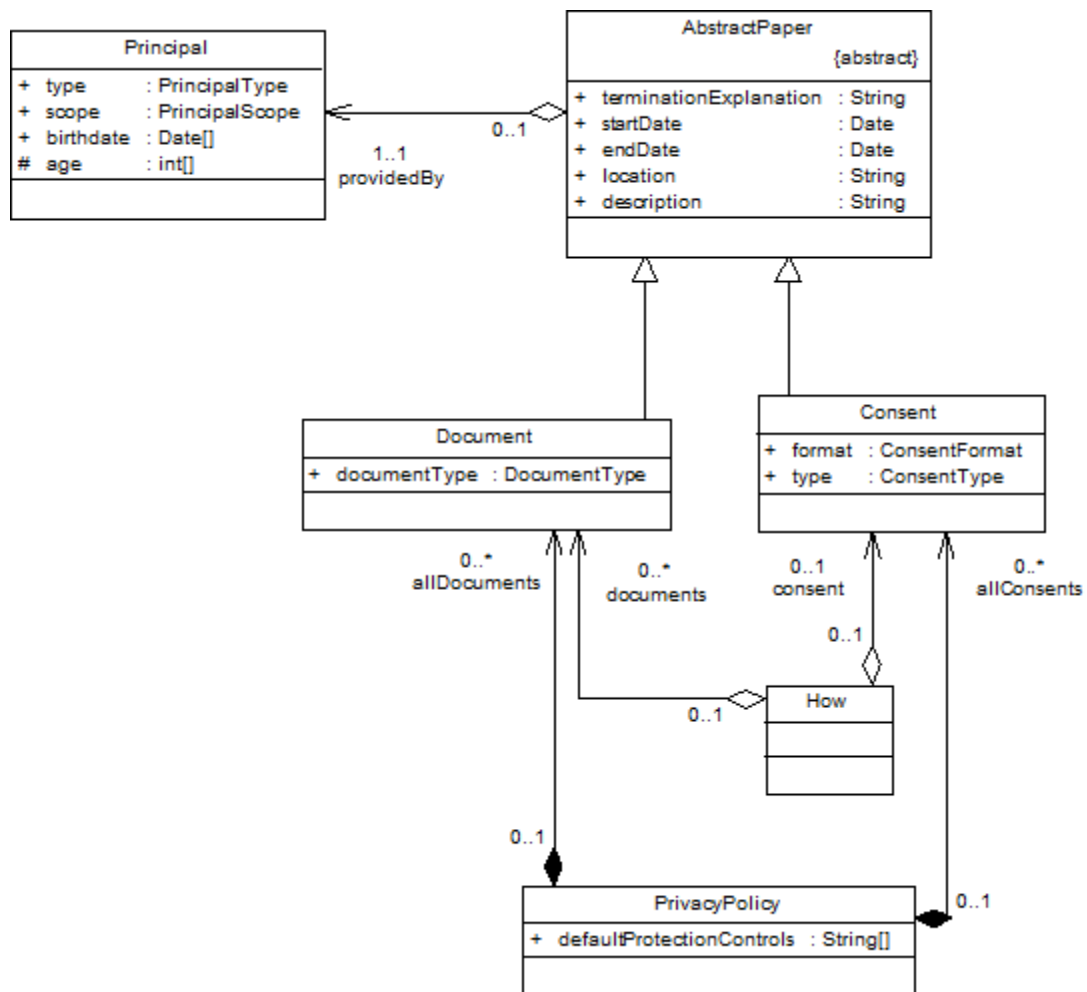 Principal
+ type : PrincipalType
+ scope : PrincipalScope
+ birthdate : Date[]
# age : int[]
AbstractPaper
{abstract}
+ terminationExplanation : String
+ startDate : Date
+ endDate : Date
+ location : String
+ description : String
0..1
1..1
providedBy
Document
+ documentType : DocumentType
Consent
+ format : ConsentFormat
+ type : ConsentType
0..*
allDocuments
0..*
documents
0..1
consent
0..*
allConsents
0..1
0..1
How
0..1
0..1
PrivacyPolicy
+ defaultProtectionControls : String[]